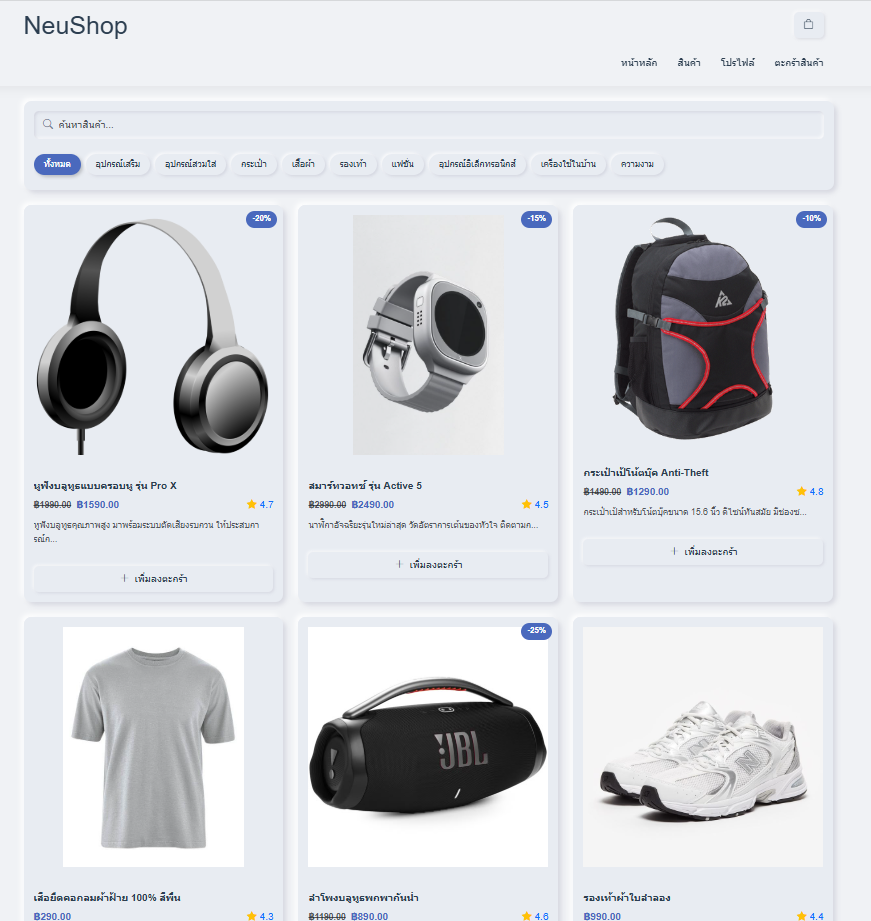 NeuShop
หน้าหลัก สินค้า โปรไฟล์ ตะกร้าสินค้า
ค้นหาสินค้า...
ทั้งหมด อุปกรณ์เสริม อุปกรณ์สวมใส่ กระเป๋า เสื้อผ้า รองเท้า แฟชั่น อุปกรณ์อิเล็กทรอนิกส์ เครื่องใช้ในบ้าน ความงาม
-20%
-15%
-10%
หูฟังบลูทูธแบบครอบหู รุ่น Pro X
฿1990.00 ฿1590.00 4.7
หูฟังบลูทูธคุณภาพสูง มาพร้อมระบบตัดเสียงรบกวน ให้ประสบกา
รณ์ก...
+ เพิ่มลงตะกร้า
สมาร์ทวอทช์ รุ่น Active 5
฿2990.00 ฿2490.00 4.5
นาฬิกาอัจฉริยะรุ่นใหม่ล่าสุด วัดอัตราการเต้นของหัวใจ ติดตามก...
+ เพิ่มลงตะกร้า
K2
กระเป๋าเป้โน้ตบุ๊ค Anti-Theft
฿1490.00 ฿1290.00 4.8
กระเป๋าเป้สำหรับโน้ตบุ๊คขนาด 15.6 นิ้ว ดีไซน์ทันสมัย มีช่องช...
+ เพิ่มลงตะกร้า
เสื้อยืดคอกลมผ้าฝ้าย 100% สีพื้น
฿290.00 4.3
-25%
JBL
ลำโพงบลูทูธพกพากันน้ำ
฿1190.00 ฿890.00 4.6
N
รองเท้าผ้าใบลำลอง
฿990.00 4.4